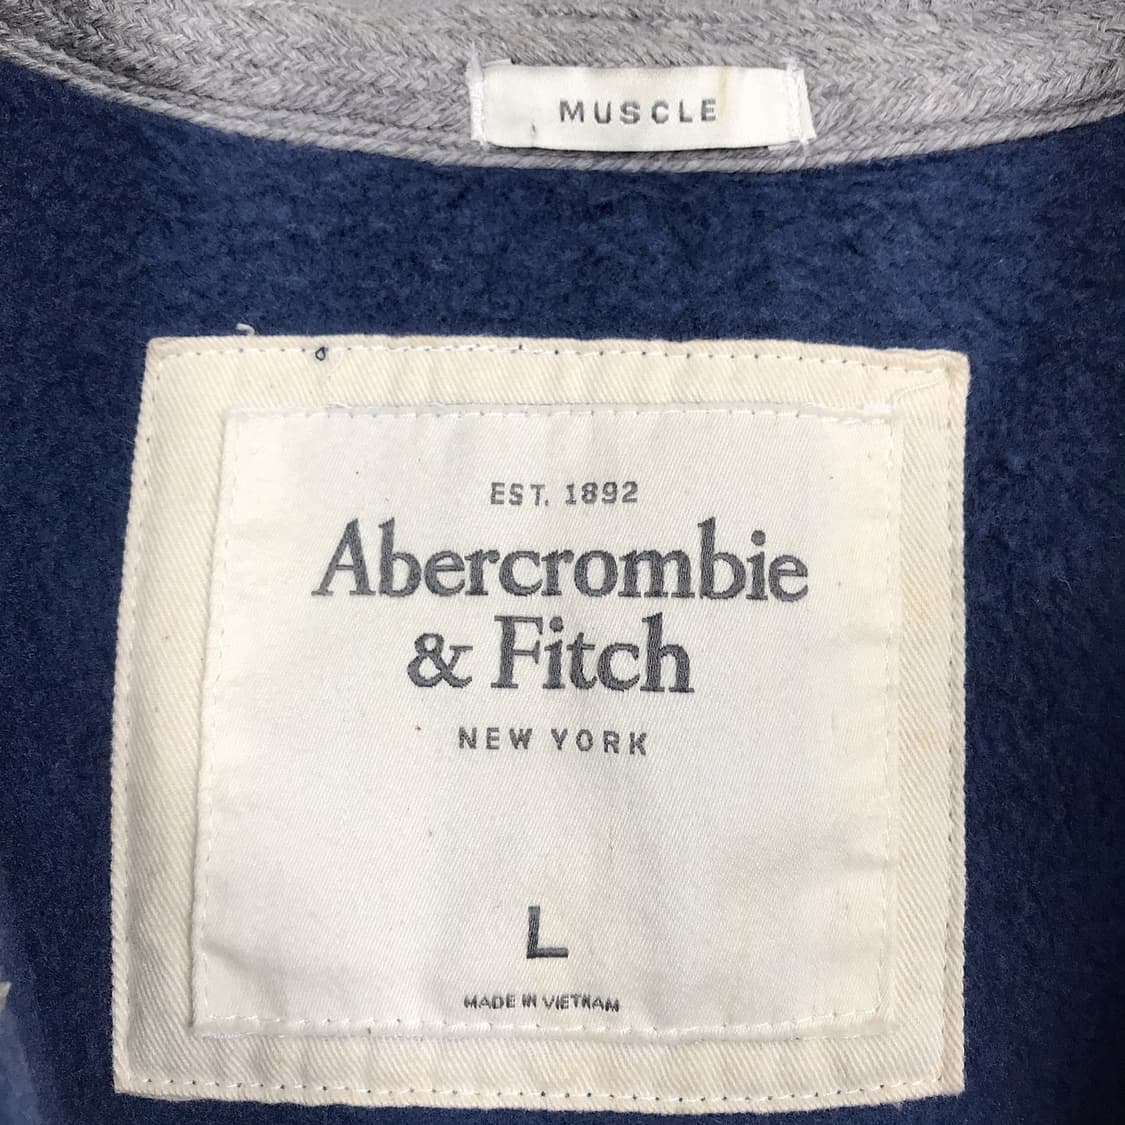 MUSCLE
EST. 1892
Abercrombie
& Fitch
NEW YORK
L
MADE IN VIETNAM